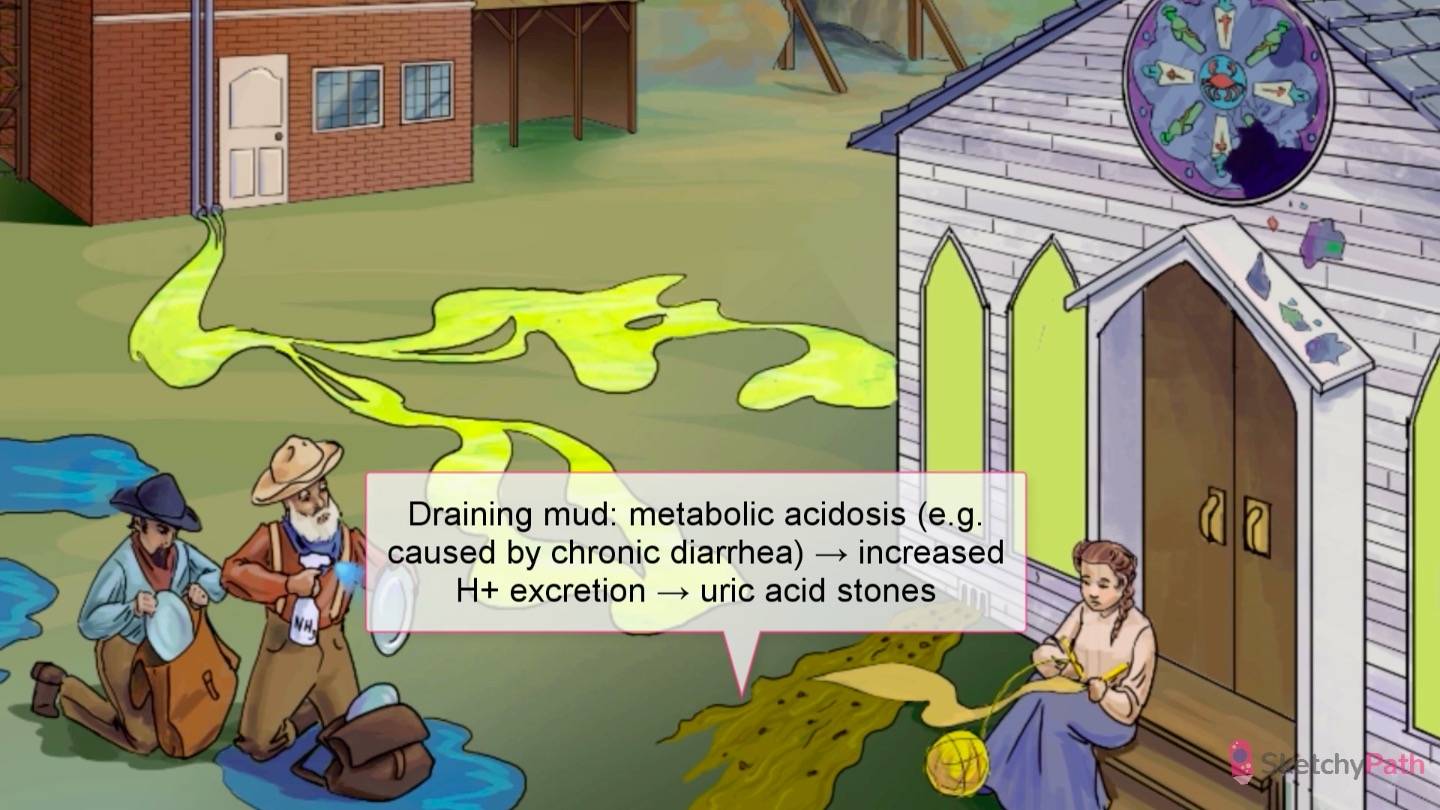 Draining mud: metabolic acidosis (e.g.
caused by chronic diarrhea) → increased
H+ excretion → uric acid stones
NH₃
SketchyPath